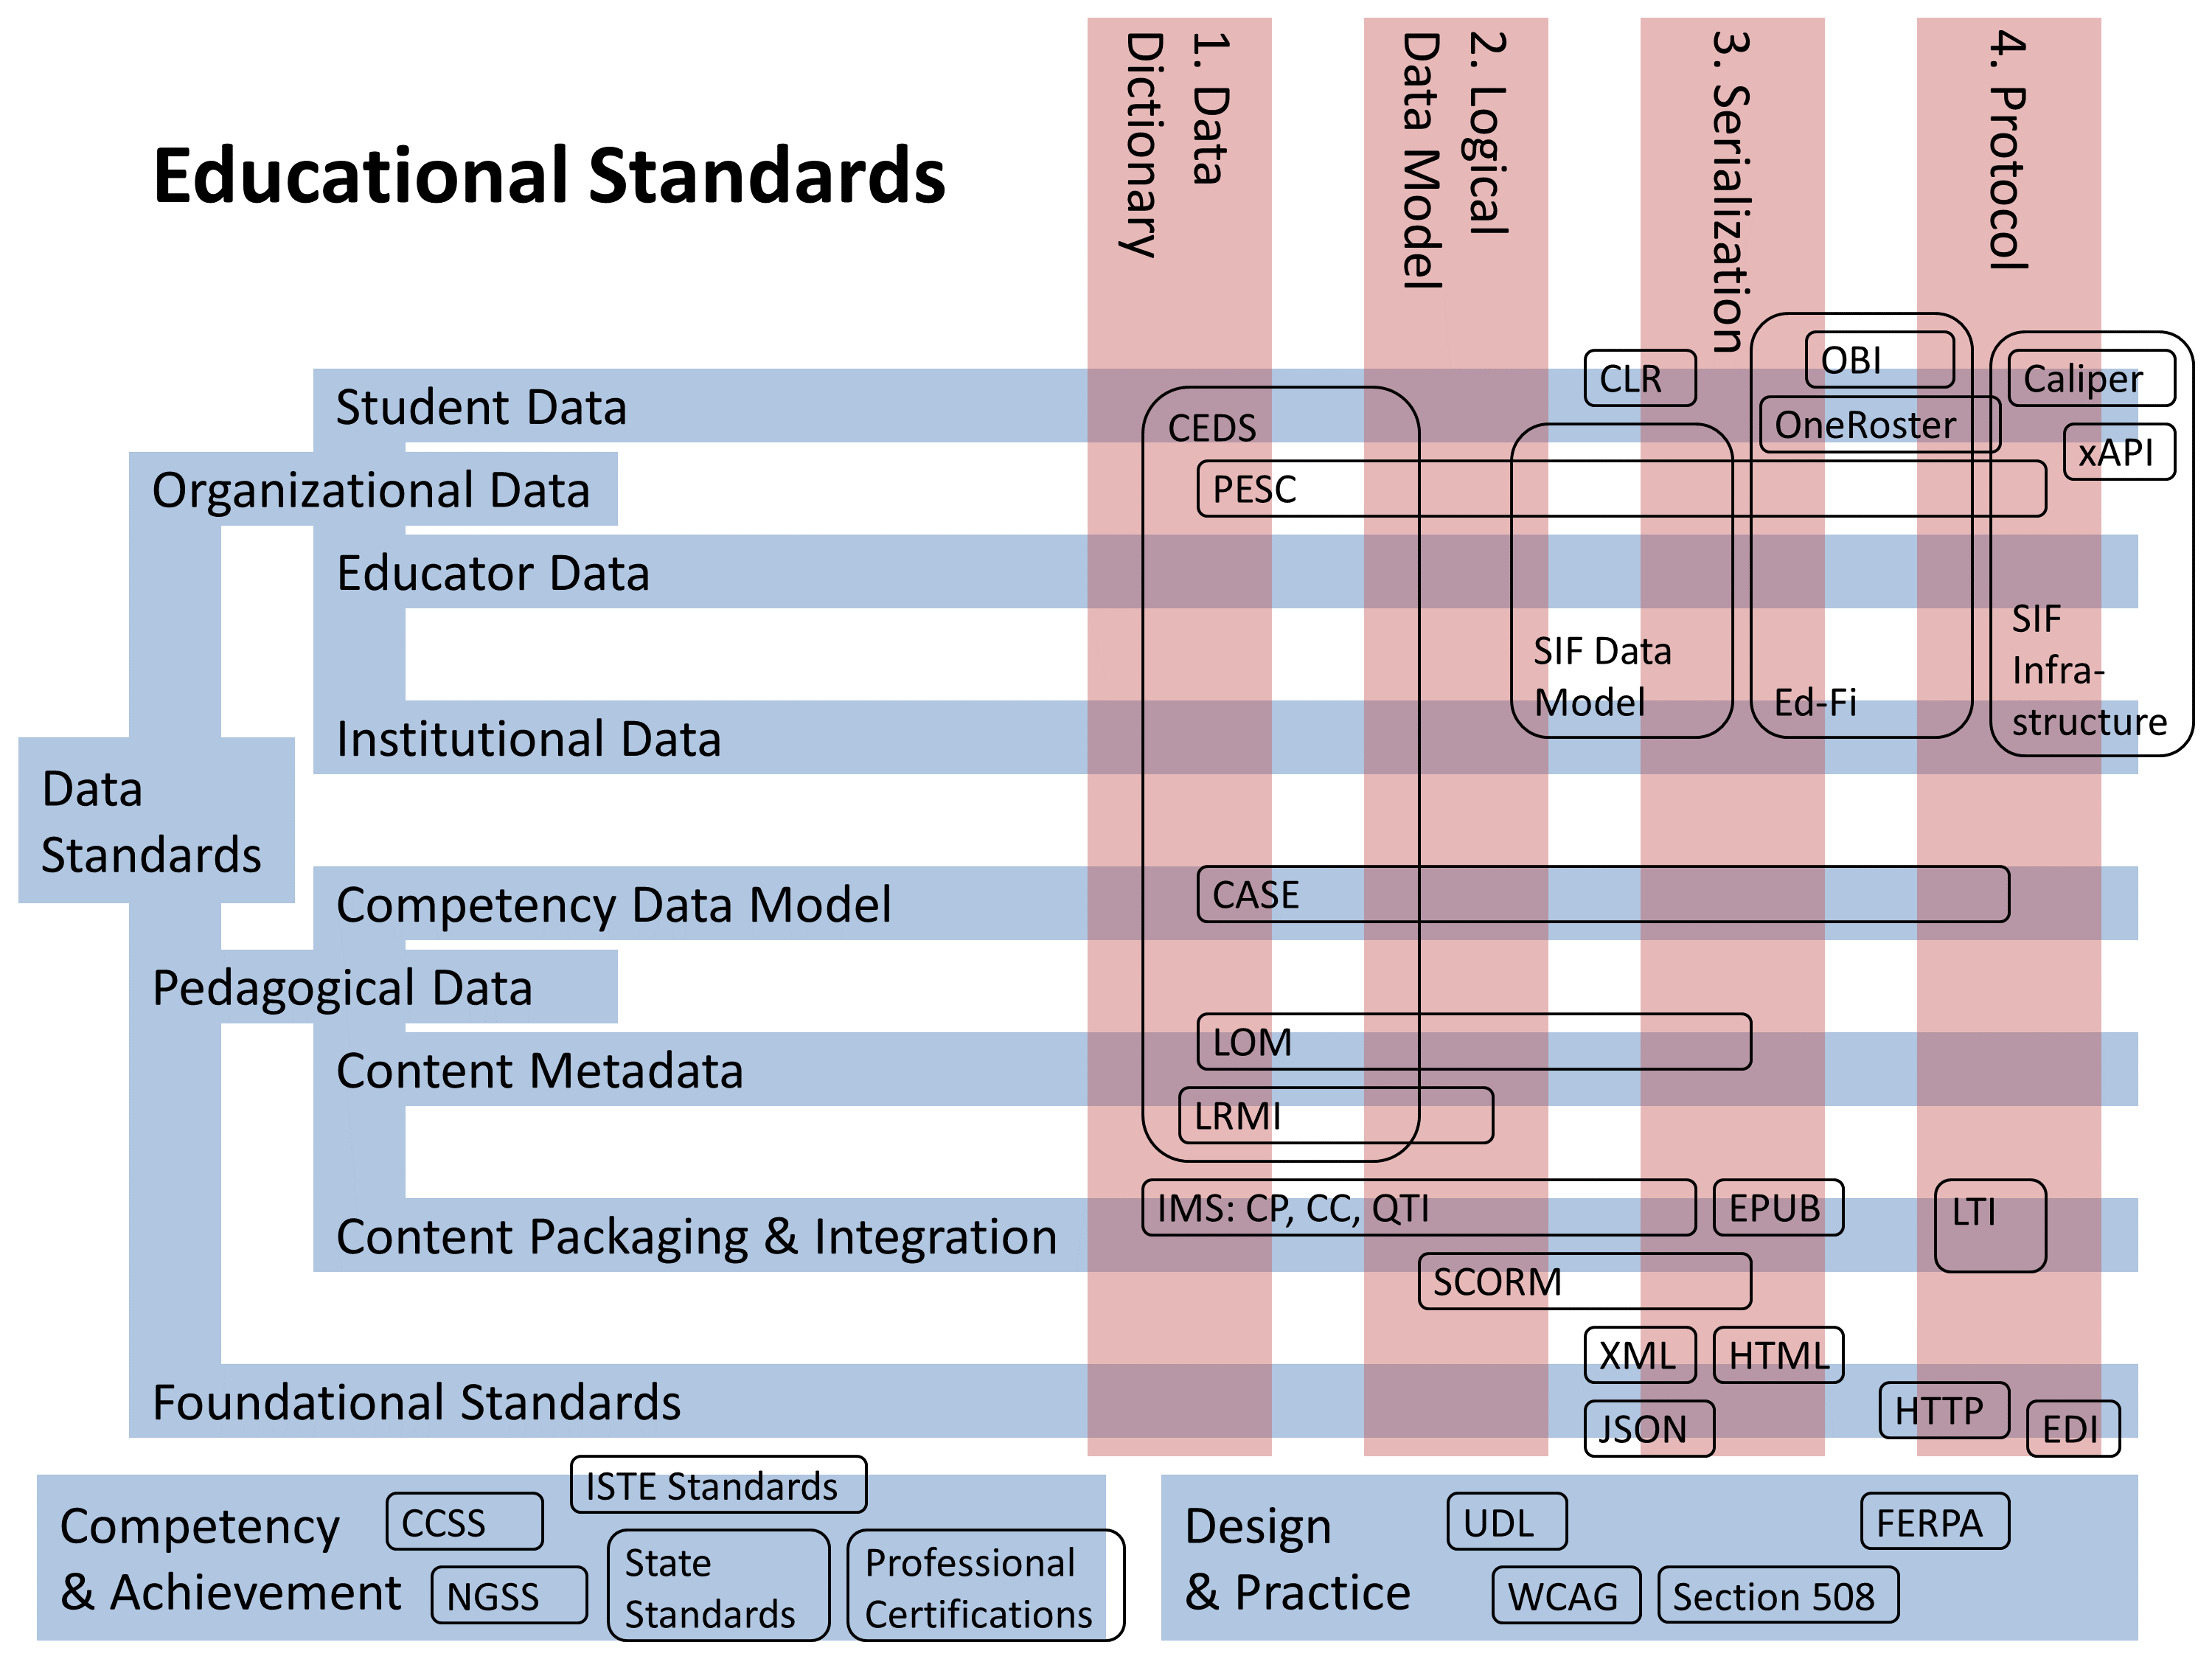 Educational Standards
1. Data
Dictionary
2. Logical
Data Model
3. Serialization
4. Protocol
Student Data
Organizational Data
Educator Data
Institutional Data
Data
Standards
Competency Data Model
Pedagogical Data
Content Metadata
Content Packaging & Integration
Foundational Standards
CLR
OBI
Caliper
CEDS
OneRoster
xAPI
PESC
SIF Data
Model
Ed-Fi
SIF
Infra-
structure
CASE
LOM
LRMI
IMS: CP, CC, QTI
EPUB
LTI
SCORM
XML
HTML
JSON
HTTP
EDI
Competency
& Achievement
ISTE Standards
CCSS
NGSS
State
Standards
Professional
Certifications
Design
& Practice
UDL
FERPA
WCAG
Section 508